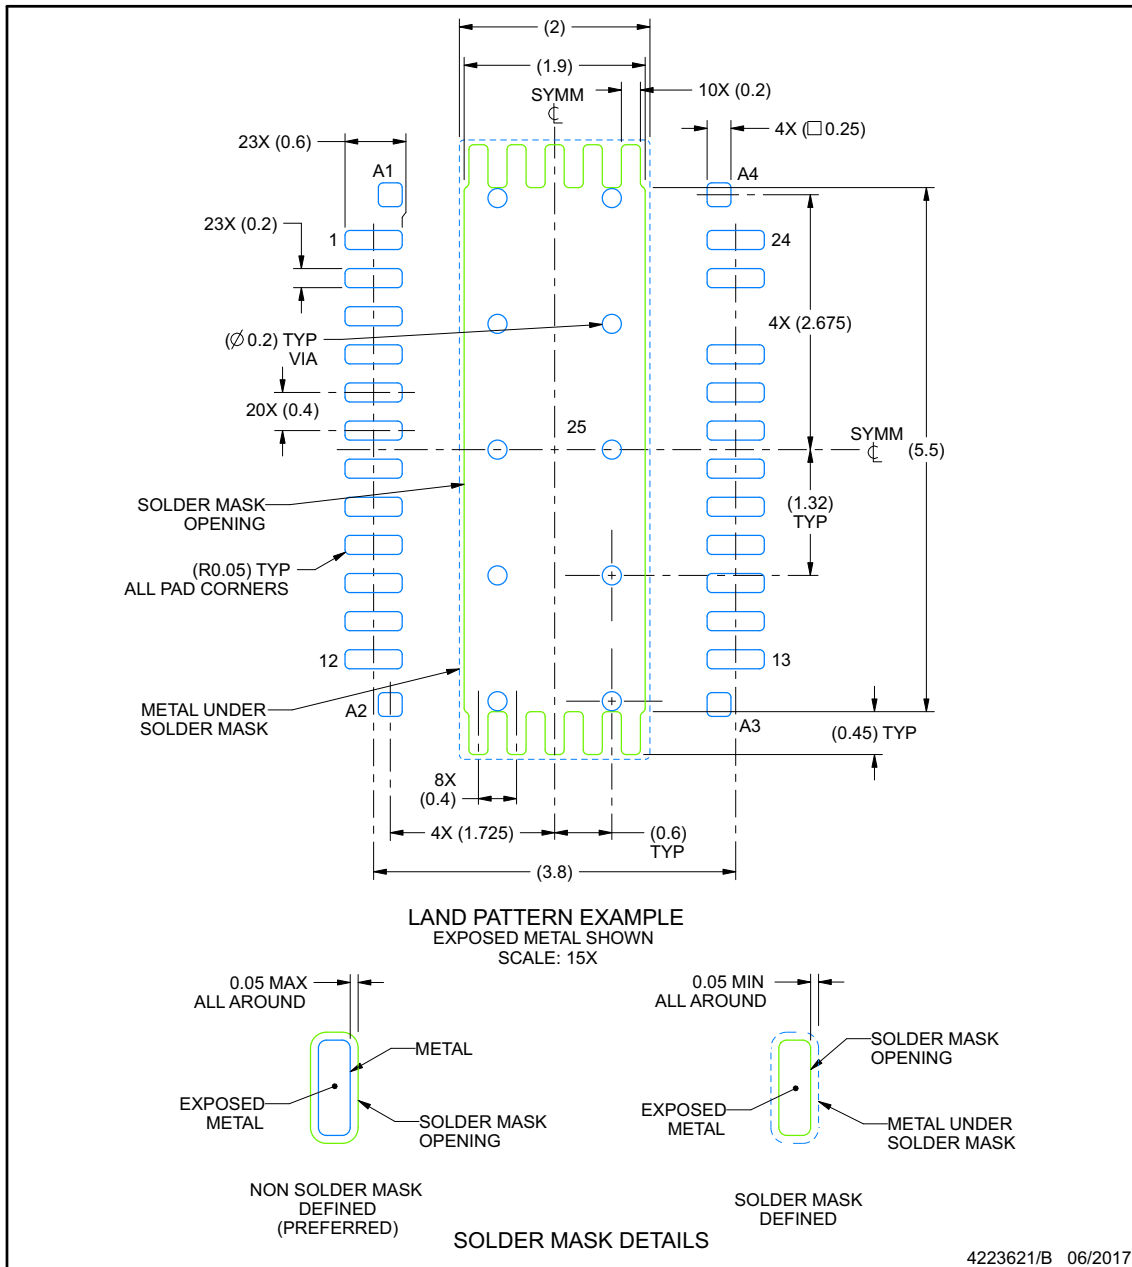 (2)
(1.9)
SYMM
℄
10X (0.2)
4X (□ 0.25)
23X (0.6)
A1
A4
23X (0.2)
1
24
(∅ 0.2) TYP
VIA
4X (2.675)
20X (0.4)
25
SYMM
℄
(5.5)
SOLDER MASK
OPENING
(1.32)
TYP
(R0.05) TYP
ALL PAD CORNERS
12
13
METAL UNDER
SOLDER MASK
A2
A3
(0.45) TYP
8X
(0.4)
4X (1.725)
(0.6)
TYP
(3.8)
LAND PATTERN EXAMPLE
EXPOSED METAL SHOWN
SCALE: 15X
0.05 MAX
ALL AROUND
METAL
EXPOSED
METAL
SOLDER MASK
OPENING
NON SOLDER MASK
DEFINED
(PREFERRED)
0.05 MIN
ALL AROUND
SOLDER MASK
OPENING
EXPOSED
METAL
METAL UNDER
SOLDER MASK
SOLDER MASK
DEFINED
SOLDER MASK DETAILS
4223621/B 06/2017